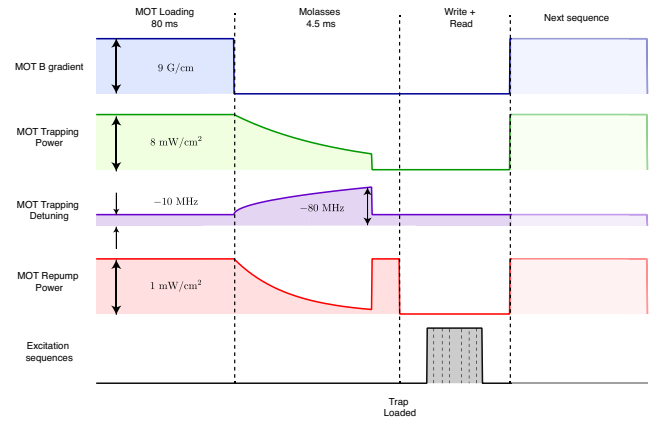 MOT Loading
80 ms
Molasses
4.5 ms
Write +
Read
Next sequence
MOT B gradient
9 G/cm
MOT Trapping
Power
8 mW/cm²
MOT Trapping
Detuning
−10 MHz
−80 MHz
MOT Repump
Power
1 mW/cm²
Excitation
sequences
Trap
Loaded